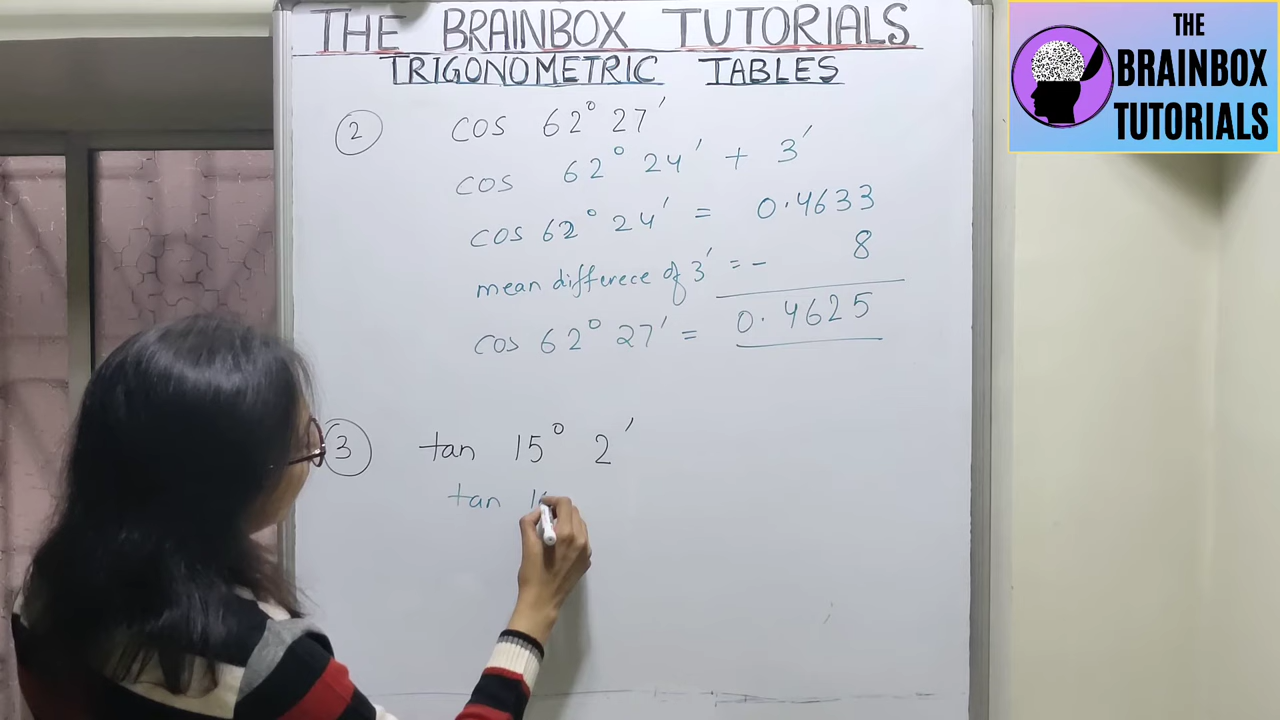 THE BRAINBOX TUTORIALS
TRIGONOMETRIC TABLES
2 cos 62° 27'
cos 62° 24' + 3'
cos 62° 24' = 0.4633
mean differece of 3' = - 8
cos 62° 27' = 0.4625
3 tan 15° 2'
tan
THE
BRAINBOX
TUTORIALS